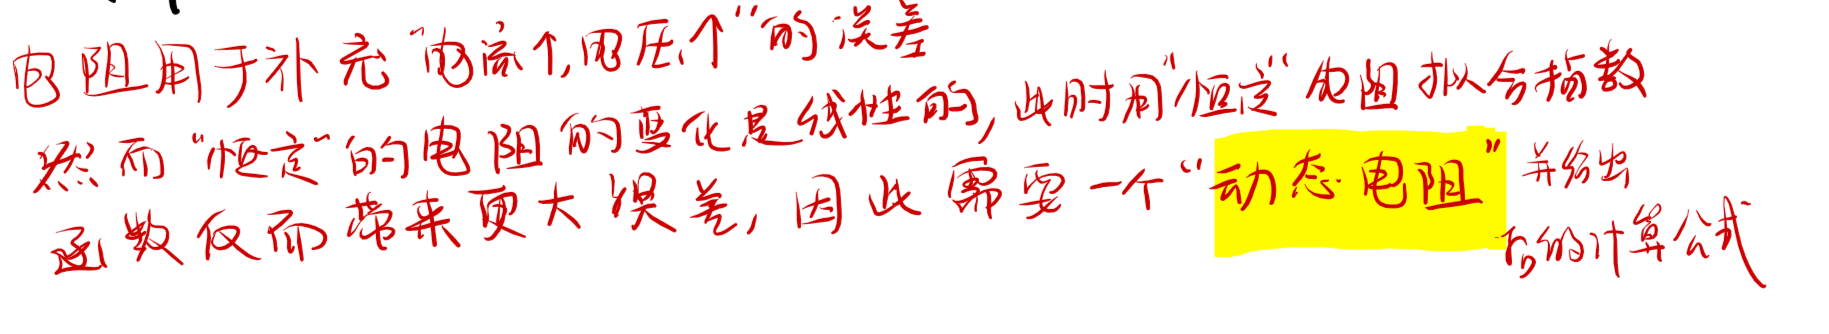 电阻用于补充“电流↑,电压↑”的误差
然而“恒定”的电阻的变化是线性的,此时用“恒定”电阻拟合指数
函数反而带来更大误差,因此需要一个“动态电阻”并给出
的计算公式